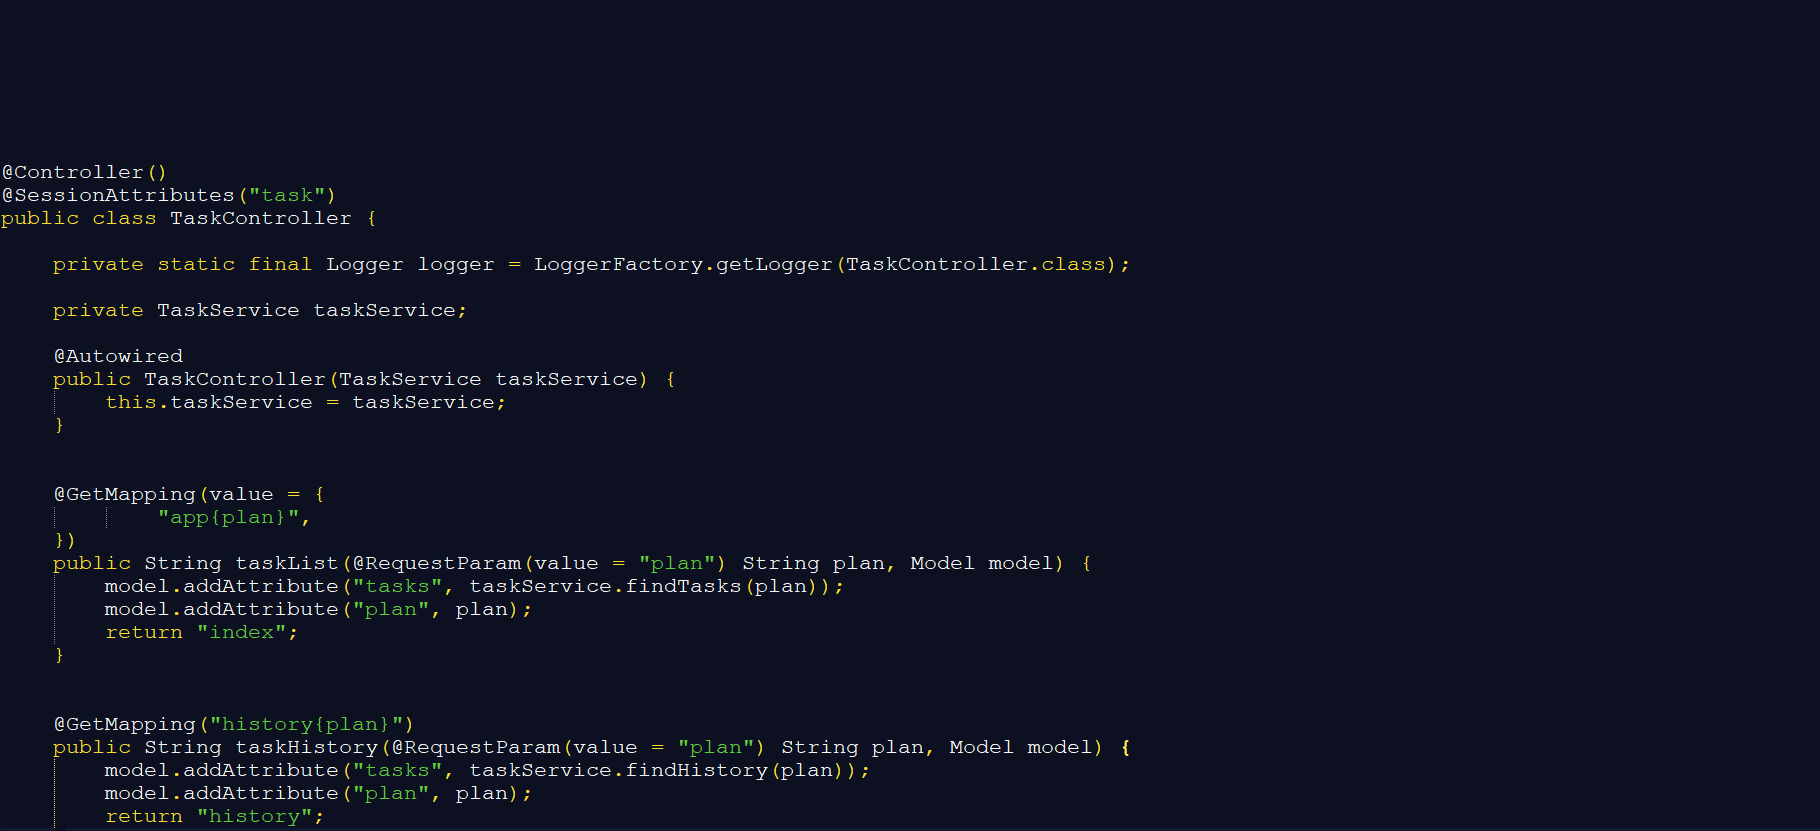 @Controller()
@SessionAttributes("task")
public class TaskController {
    private static final Logger logger = LoggerFactory.getLogger(TaskController.class);
    private TaskService taskService;
    @Autowired
    public TaskController(TaskService taskService) {
        this.taskService = taskService;
    }
    @GetMapping(value = {
            "app{plan}",
    })
    public String taskList(@RequestParam(value = "plan") String plan, Model model) {
        model.addAttribute("tasks", taskService.findTasks(plan));
        model.addAttribute("plan", plan);
        return "index";
    }
    @GetMapping("history{plan}")
    public String taskHistory(@RequestParam(value = "plan") String plan, Model model) {
        model.addAttribute("tasks", taskService.findHistory(plan));
        model.addAttribute("plan", plan);
        return "history";